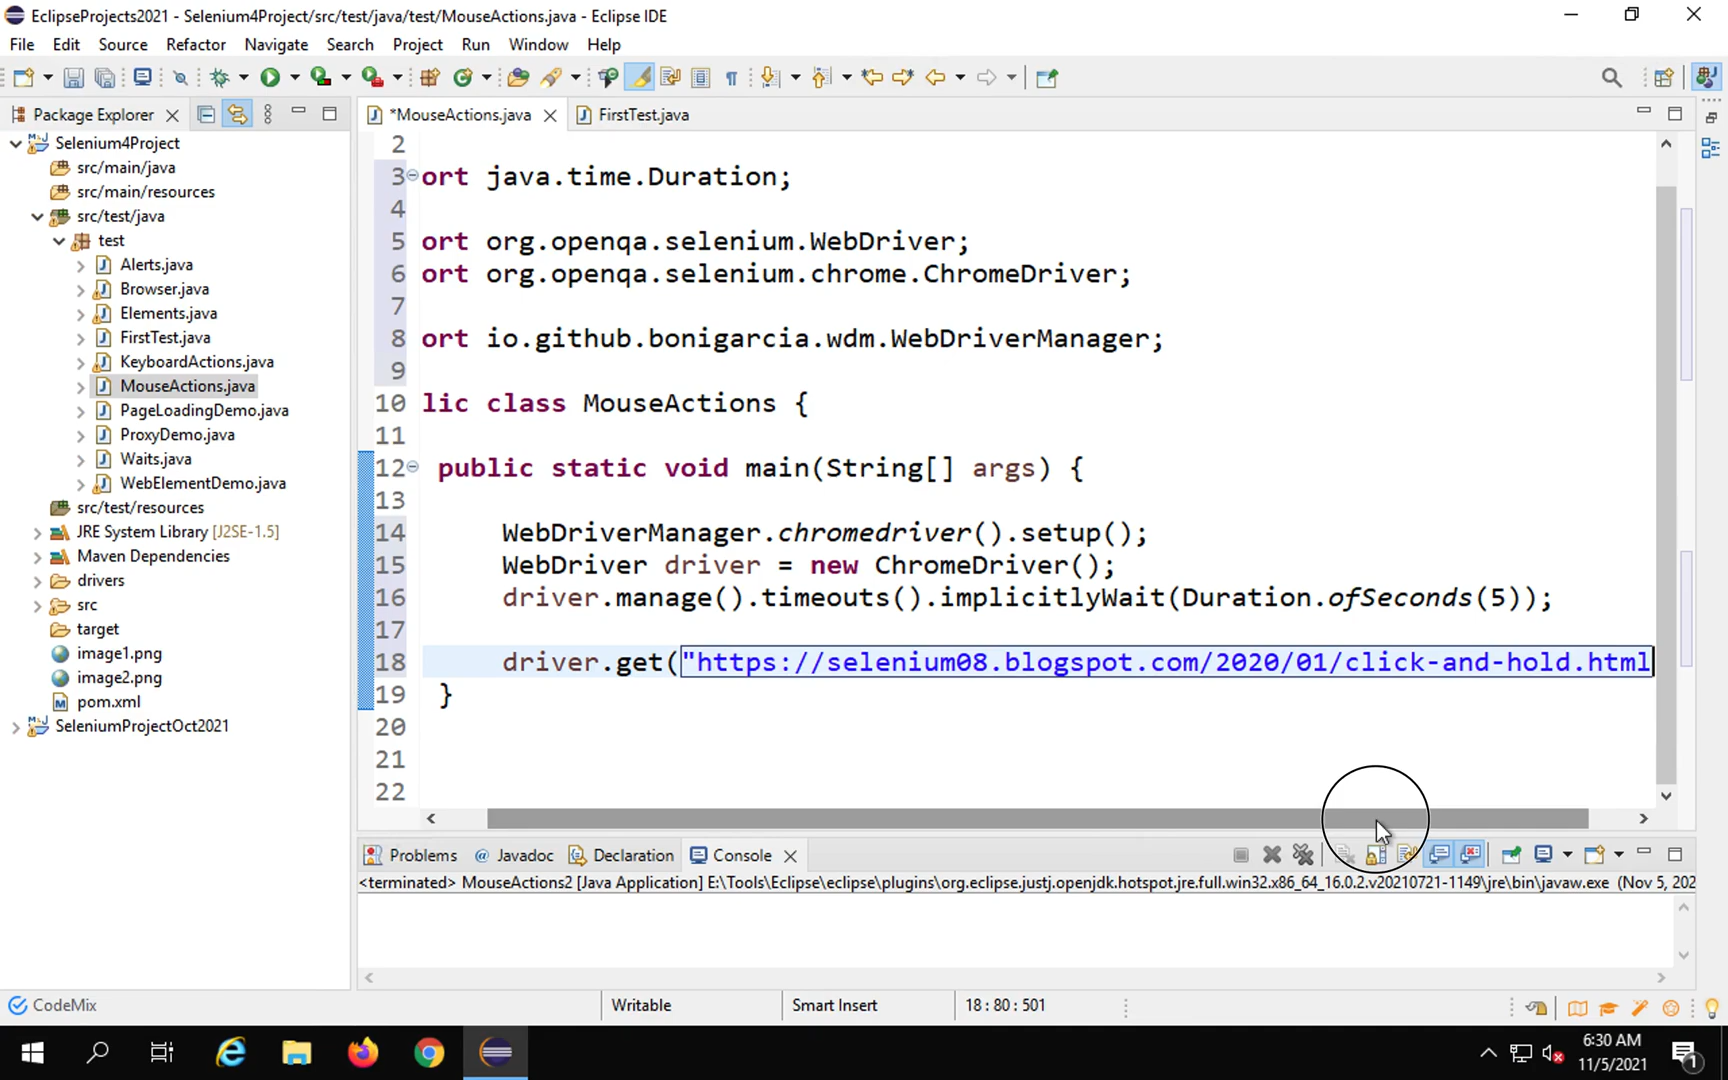 EclipseProjects2021 - Selenium4Project/src/test/java/test/MouseActions.java - Eclipse IDE
File Edit Source Refactor Navigate Search Project Run Window Help
Package Explorer
*MouseActions.java
FirstTest.java
Selenium4Project
src/main/java
src/main/resources
src/test/java
test
Alerts.java
Browser.java
Elements.java
FirstTest.java
KeyboardActions.java
MouseActions.java
PageLoadingDemo.java
ProxyDemo.java
Waits.java
WebElementDemo.java
src/test/resources
JRE System Library [J2SE-1.5]
Maven Dependencies
drivers
src
target
image1.png
image2.png
pom.xml
SeleniumProjectOct2021
2
3 ort java.time.Duration;
4
5 ort org.openqa.selenium.WebDriver;
6 ort org.openqa.selenium.chrome.ChromeDriver;
7
8 ort io.github.bonigarcia.wdm.WebDriverManager;
9
10 lic class MouseActions {
11
12 public static void main(String[] args) {
13
14 WebDriverManager.chromedriver().setup();
15 WebDriver driver = new ChromeDriver();
16 driver.manage().timeouts().implicitlyWait(Duration.ofSeconds(5));
17
18 driver.get("https://selenium08.blogspot.com/2020/01/click-and-hold.html
19 }
20
21
22
Problems @ Javadoc Declaration Console
<terminated> MouseActions2 [Java Application] E:\Tools\Eclipse\eclipse\plugins\org.eclipse.justj.openjdk.hotspot.jre.full.win32.x86_64_16.0.2.v20210721-1149\jre\bin\javaw.exe (Nov 5, 202
CodeMix
Writable
Smart Insert
18 : 80 : 501
6:30 AM
11/5/2021
1